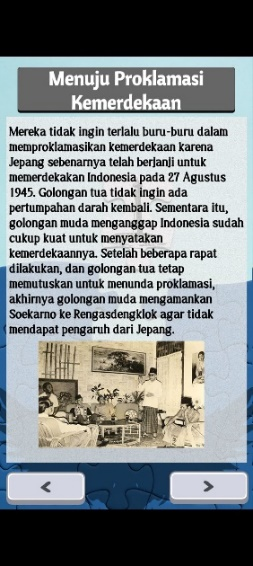 Menuju Proklamasi
Kemerdekaan
Mereka tidak ingin terlalu buru-buru dalam
memproklamasikan kemerdekaan karena
Jepang sebenarnya telah berjanji untuk
memerdekakan Indonesia pada 27 Agustus
1945. Golongan tua tidak ingin ada
pertumpahan darah kembali. Sementara itu,
golongan muda menganggap Indonesia sudah
cukup kuat untuk menyatakan
kemerdekaannya. Setelah beberapa rapat
dilakukan, dan golongan tua tetap
memutuskan untuk menunda proklamasi,
akhirnya golongan muda mengamankan
Soekarno ke Rengasdengklok agar tidak
mendapat pengaruh dari Jepang.
<
>